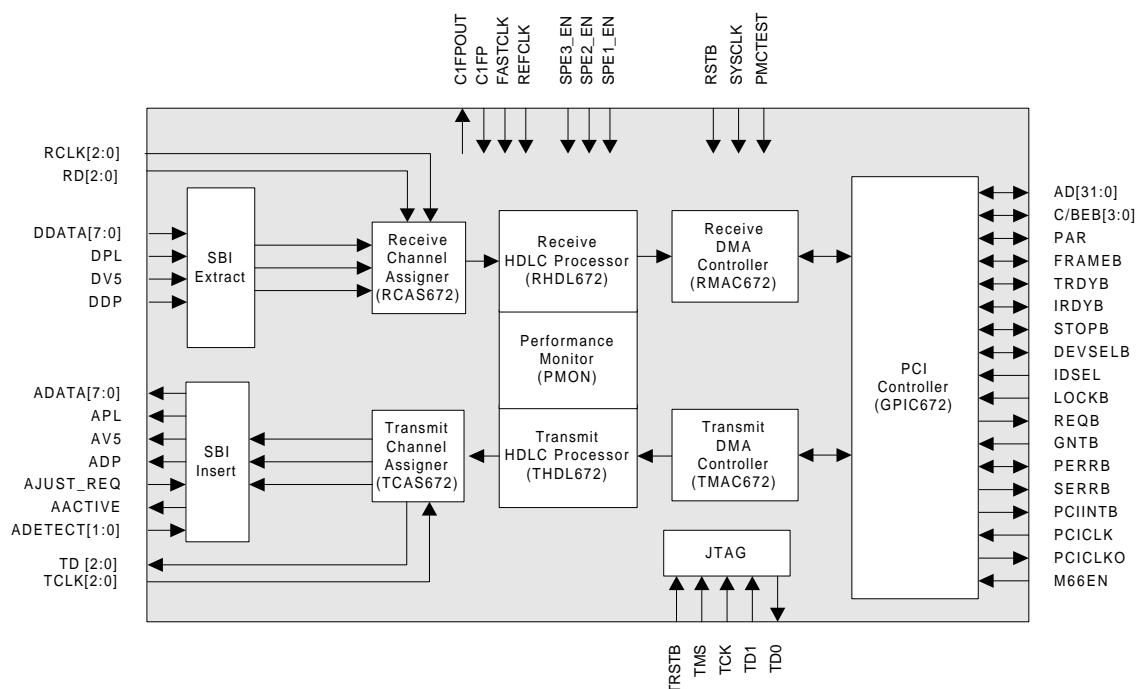 C1FPOUT
C1FP
FASTCLK
REFCLK
SPE3_EN
SPE2_EN
SPE1_EN
RSTB
SYSCLK
PMCTEST
RCLK[2:0]
RD[2:0]
DDATA[7:0]
DPL
DV5
DDP
SBI
Extract
Receive
Channel
Assigner
(RCAS672)
Receive
HDLC Processor
(RHDL672)
Receive
DMA
Controller
(RMAC672)
Performance
Monitor
(PMON)
PCI
Controller
(GPIC672)
AD[31:0]
C/BEB[3:0]
PAR
FRAMEB
TRDYB
IRDYB
STOPB
DEVSELB
IDSEL
LOCKB
REQB
GNTB
PERRB
SERRB
PCIINTB
PCICLK
PCICLKO
M66EN
ADATA[7:0]
APL
AV5
ADP
AJUST_REQ
AACTIVE
ADETECT[1:0]
TD [2:0]
TCLK[2:0]
SBI
Insert
Transmit
Channel
Assigner
(TCAS672)
Transmit
HDLC Processor
(THDL672)
Transmit
DMA
Controller
(TMAC672)
JTAG
TRSTB
TMS
TCK
TD1
TD0